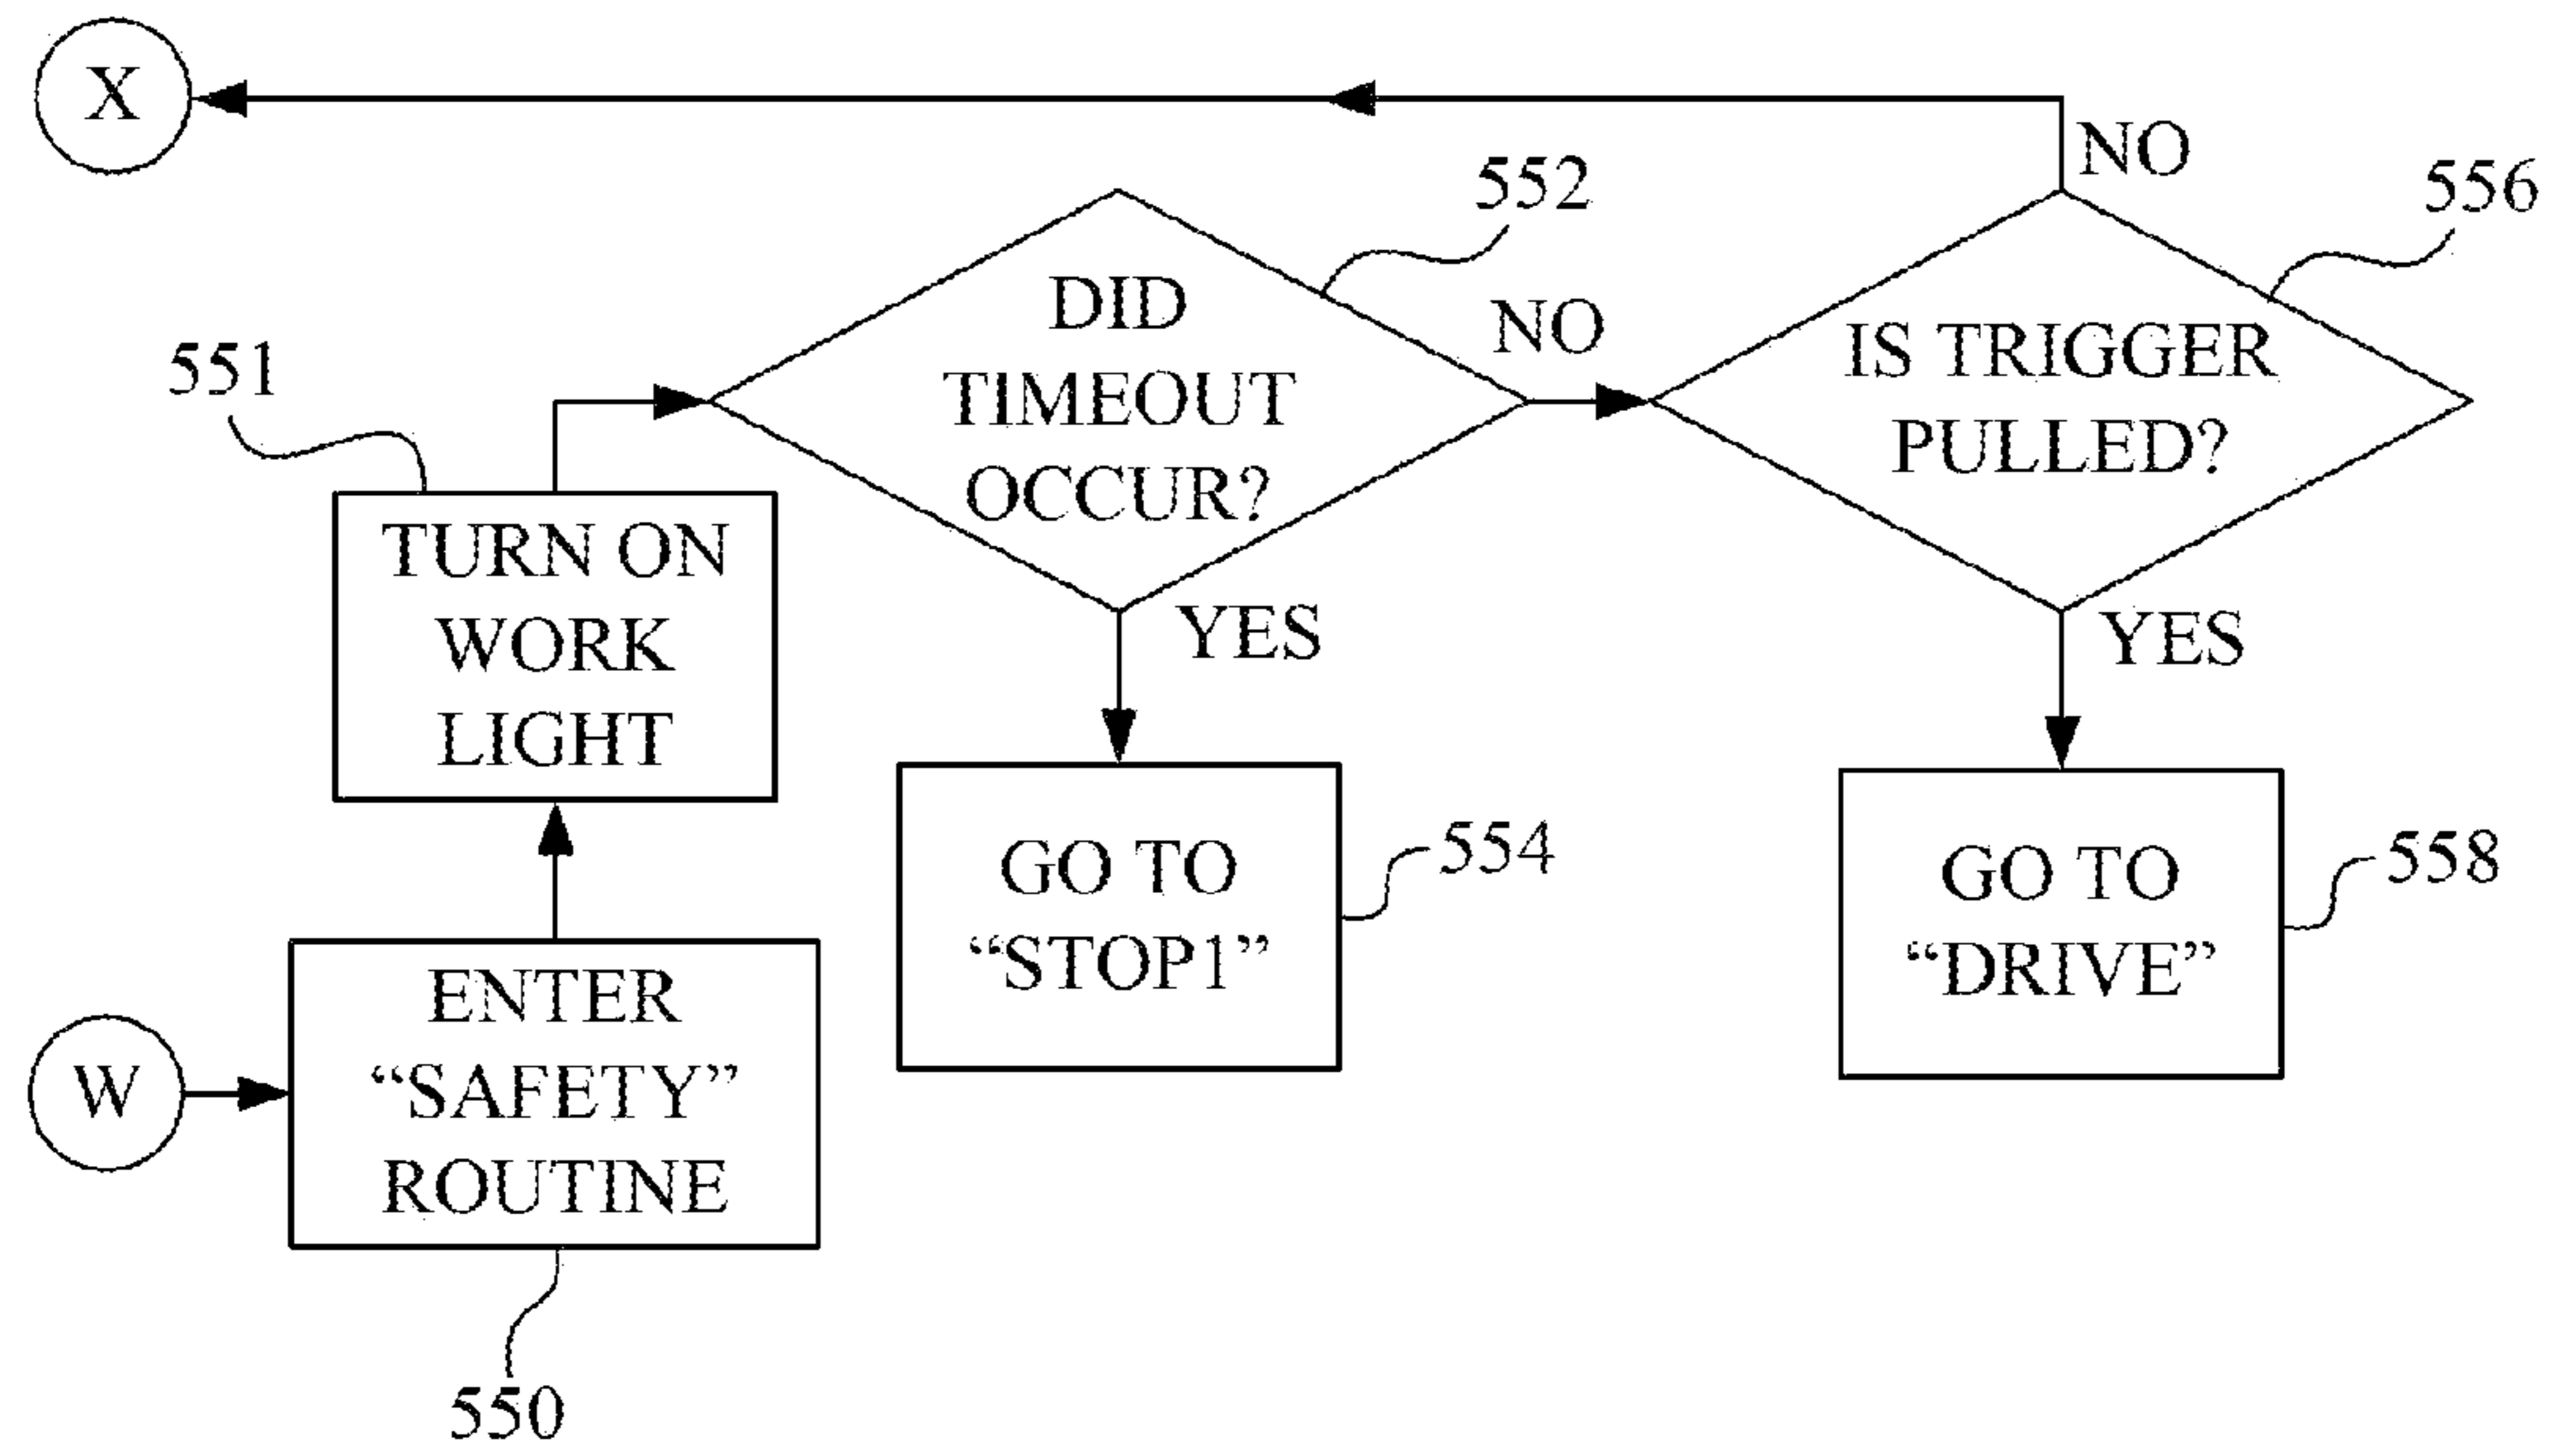 X
NO
552
556
DID
TIMEOUT
OCCUR?
NO
IS TRIGGER
PULLED?
551
TURN ON
WORK
LIGHT
YES
YES
GO TO
“STOP1”
554
GO TO
“DRIVE”
558
W
ENTER
“SAFETY”
ROUTINE
550